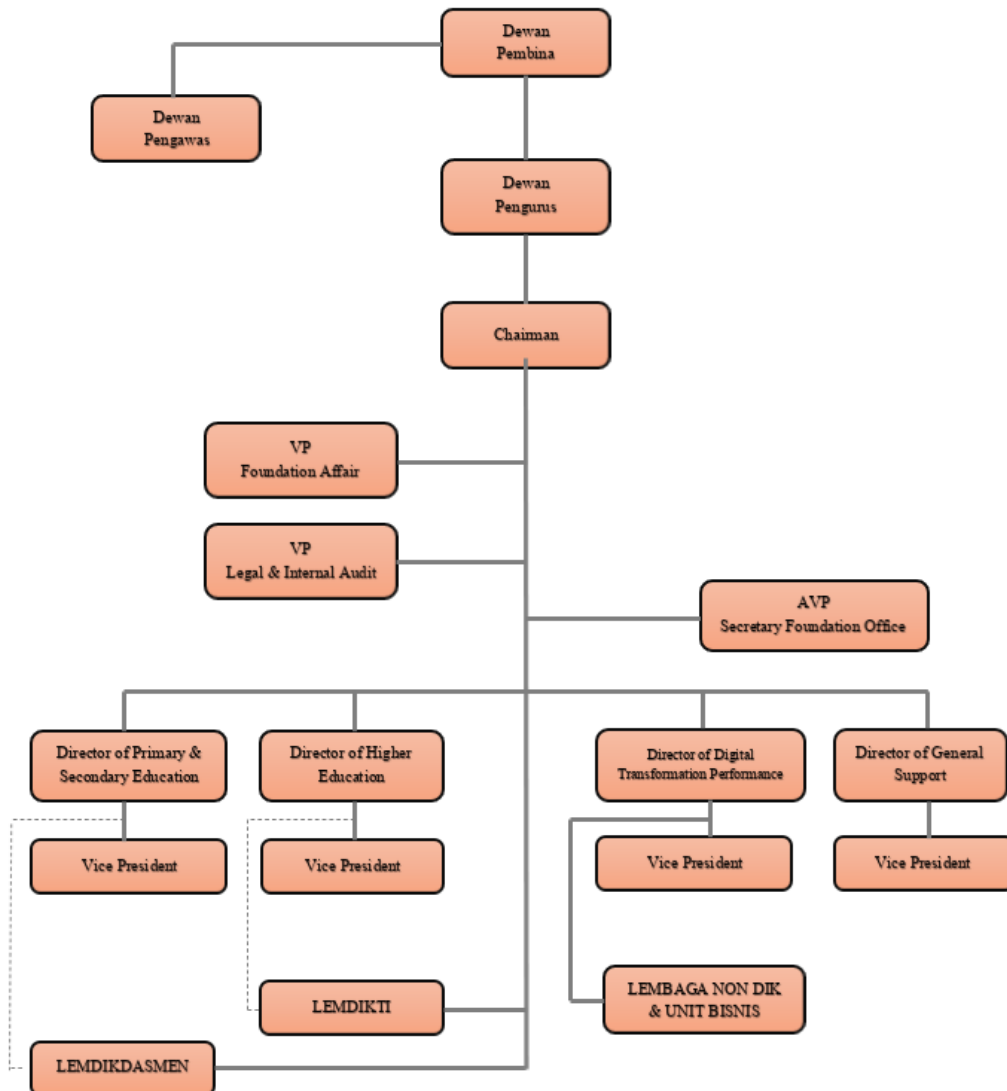 Dewan
Pembina
Dewan
Pengawas
Dewan
Pengurus
Chairman
VP
Foundation Affair
VP
Legal & Internal Audit
AVP
Secretary Foundation Office
Director of Primary &
Secondary Education
Director of Higher
Education
Director of Digital
Transformation Performance
Director of General
Support
Vice President
Vice President
Vice President
Vice President
LEMBAGA NON DIK
& UNIT BISNIS
LEMDIKTI
LEMDIKDASMEN